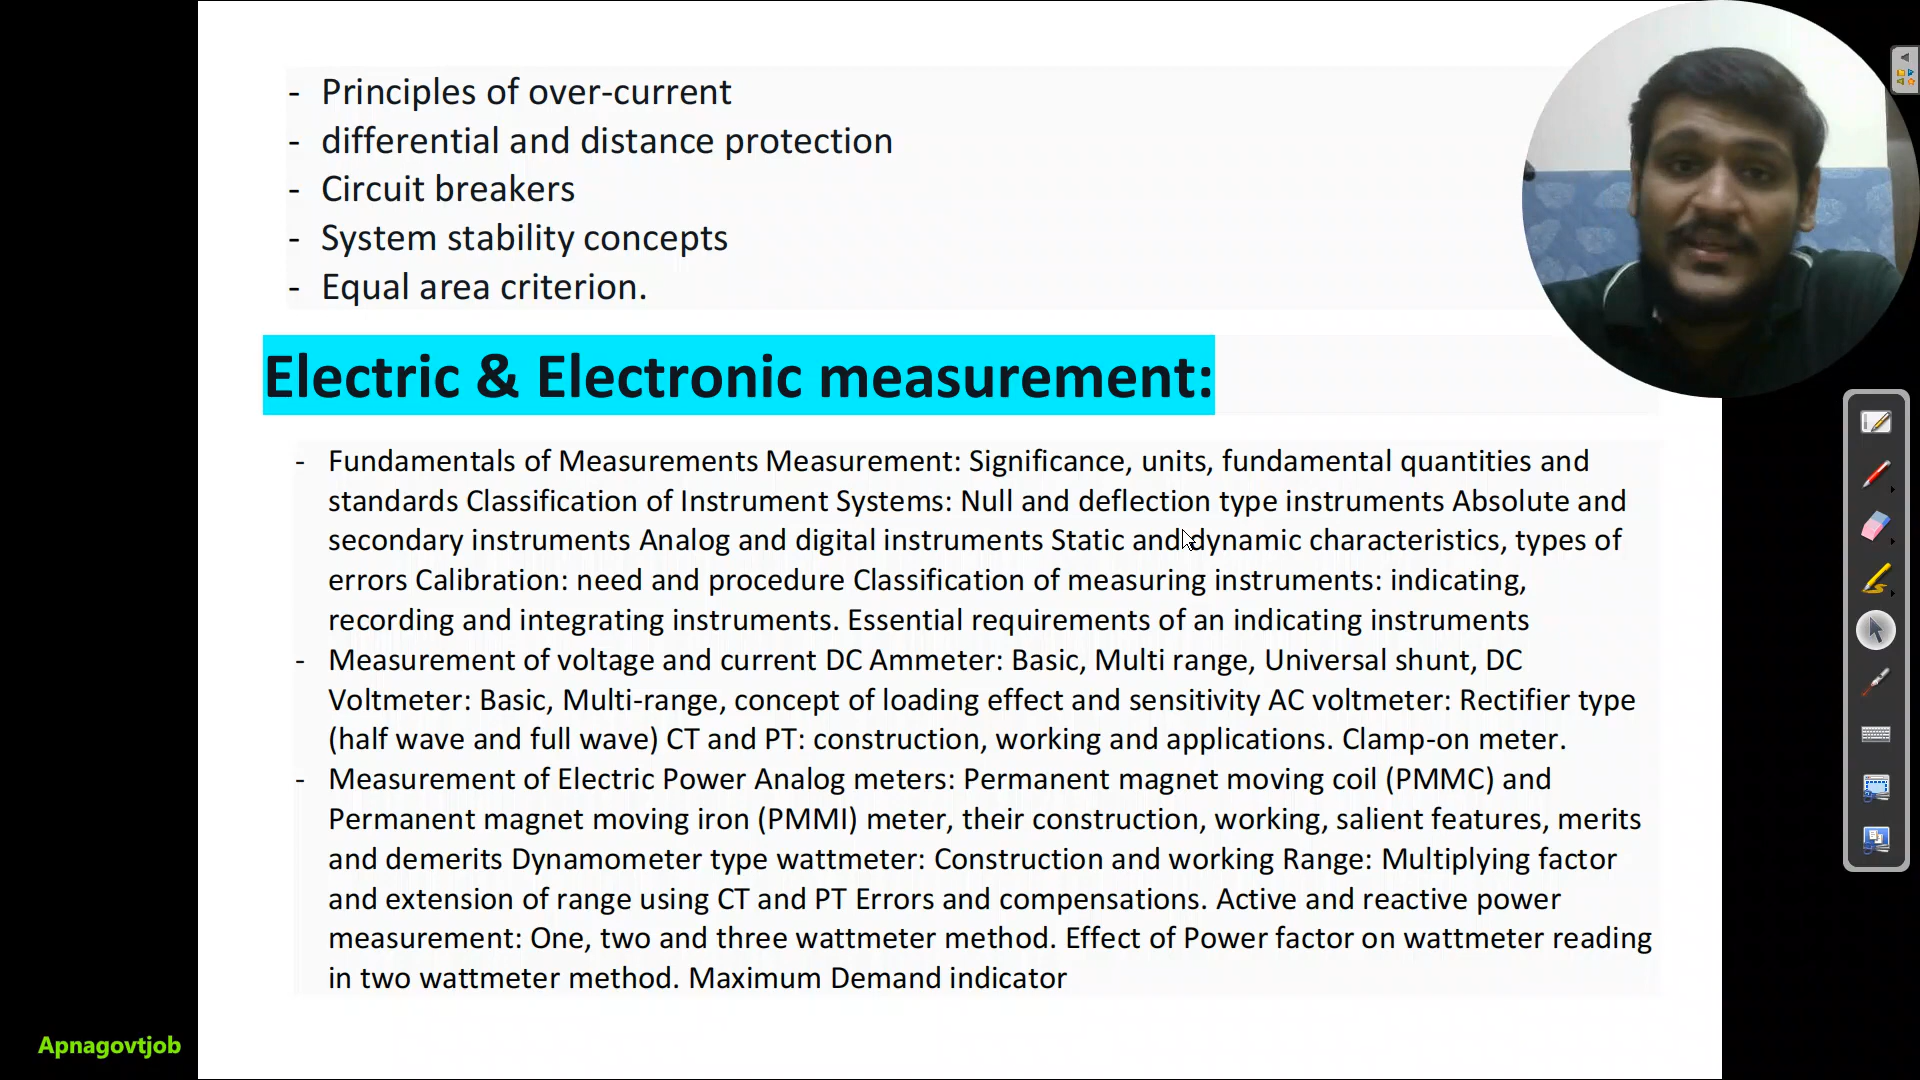 - Principles of over-current
- differential and distance protection
- Circuit breakers
- System stability concepts
- Equal area criterion.
Electric & Electronic measurement:
- Fundamentals of Measurements Measurement: Significance, units, fundamental quantities and
standards Classification of Instrument Systems: Null and deflection type instruments Absolute and
secondary instruments Analog and digital instruments Static and dynamic characteristics, types of
errors Calibration: need and procedure Classification of measuring instruments: indicating,
recording and integrating instruments. Essential requirements of an indicating instruments
- Measurement of voltage and current DC Ammeter: Basic, Multi range, Universal shunt, DC
Voltmeter: Basic, Multi-range, concept of loading effect and sensitivity AC voltmeter: Rectifier type
(half wave and full wave) CT and PT: construction, working and applications. Clamp-on meter.
- Measurement of Electric Power Analog meters: Permanent magnet moving coil (PMMC) and
Permanent magnet moving iron (PMMI) meter, their construction, working, salient features, merits
and demerits Dynamometer type wattmeter: Construction and working Range: Multiplying factor
and extension of range using CT and PT Errors and compensations. Active and reactive power
measurement: One, two and three wattmeter method. Effect of Power factor on wattmeter reading
in two wattmeter method. Maximum Demand indicator
Apnagovtjob